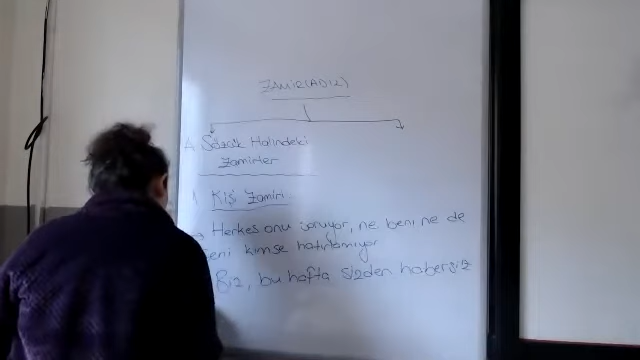 ZAMİR(ADIL)
A Sözcük Halindeki
Zamirler
1 Kişi Zamiri
→ Herkes onu soruyor, ne beni ne de
seni kimse hatırlamıyor
Biz, bu hafta sizden habersiz